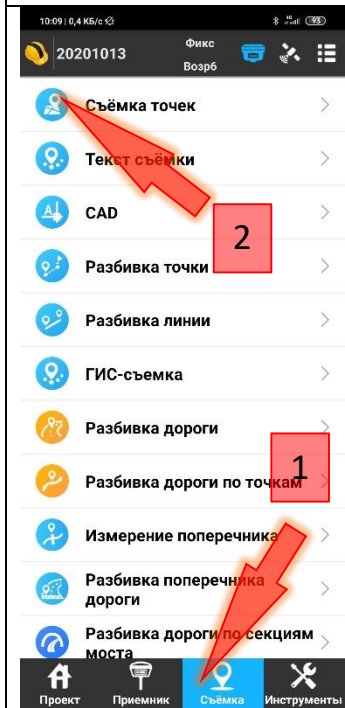 10:09 | 0,4 КБ/с
93
20201013
Фикс
Возр6
Съёмка точек
Текст съёмки
CAD
2
Разбивка точки
Разбивка линии
ГИС-съемка
Разбивка дороги
1
Разбивка дороги по точкам
Измерение поперечника
Разбивка поперечника
дороги
Разбивка дороги по секциям
моста
Проект
Приемник
Съёмка
Инструменты